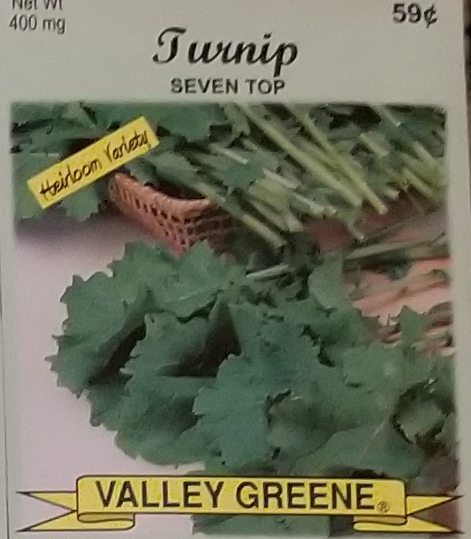 Net Wt
400 mg
59¢
Turnip
SEVEN TOP
Heirloom Variety
VALLEY GREENE®